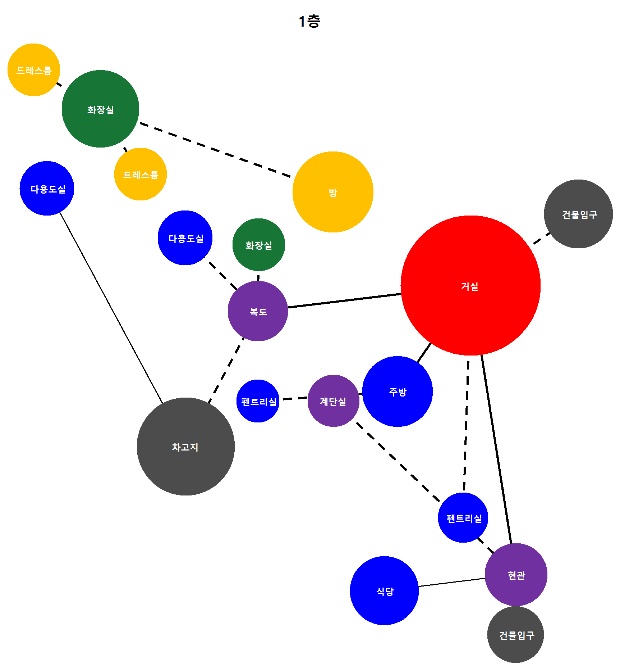 1층
드레스룸
화장실
드레스룸
다용도실
방
건물입구
다용도실
화장실
거실
복도
주방
펜트리실
계단실
차고지
펜트리실
현관
식당
건물입구